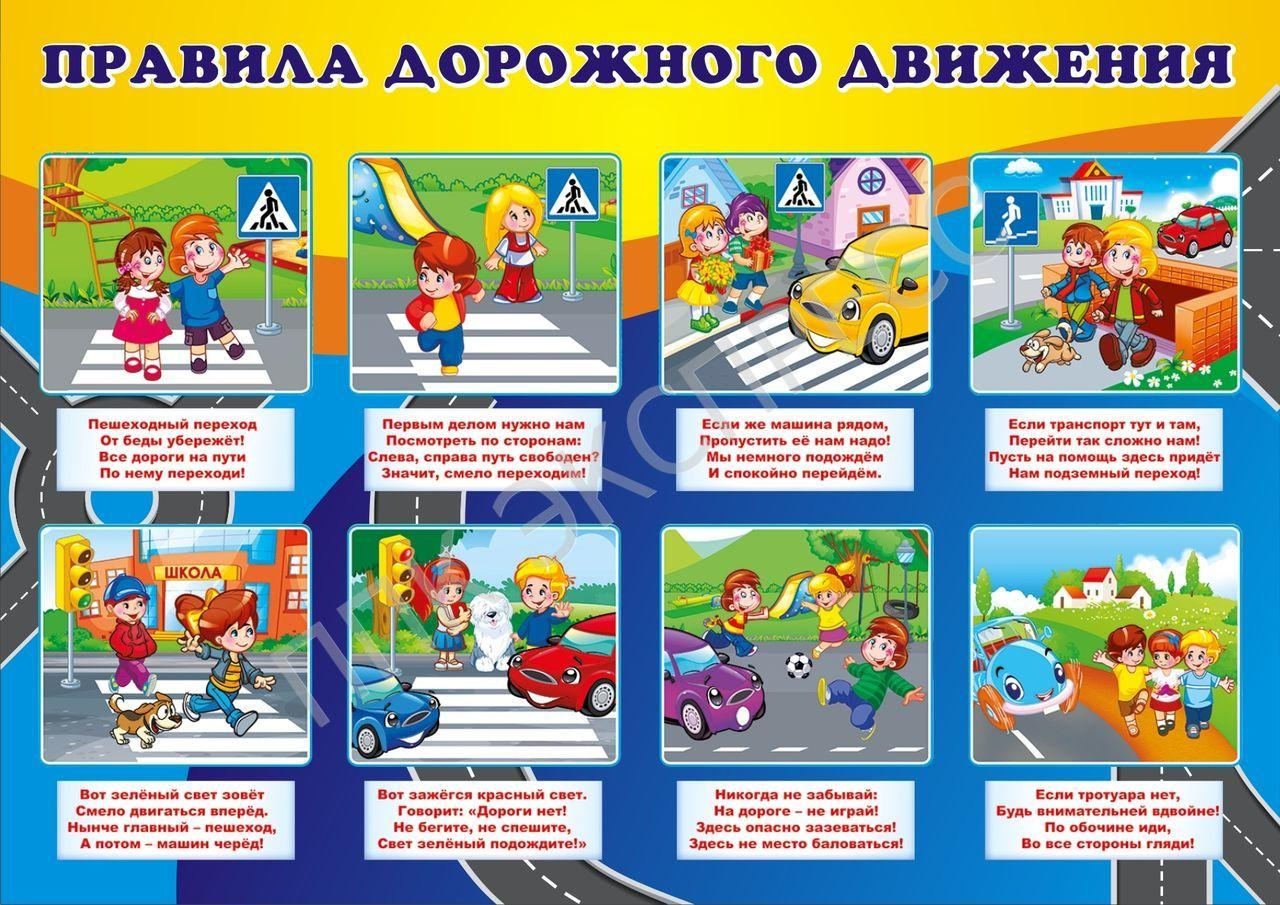 ПРАВИЛА ДОРОЖНОГО ДВИЖЕНИЯ
Пешеходный переход
От беды убережёт!
Все дороги на пути
По нему переходи!
Первым делом нужно нам
Посмотреть по сторонам:
Слева, справа путь свободен?
Значит, смело переходим!
Если же машина рядом,
Пропустить её нам надо!
Мы немного подождём
И спокойно перейдём.
Если транспорт тут и там,
Перейти так сложно нам!
Пусть на помощь здесь придёт
Нам подземный переход!
ШКОЛА
Вот зелёный свет зовёт
Смело двигаться вперёд.
Нынче главный – пешеход,
А потом – машин черёд!
Вот зажёгся красный свет.
Говорит: «Дороги нет!
Не бегите, не спешите,
Свет зелёный подождите!»
Никогда не забывай:
На дороге – не играй!
Здесь опасно зазеваться!
Здесь не место баловаться!
Если тротуара нет,
Будь внимательней вдвойне!
По обочине иди,
Во все стороны гляди!